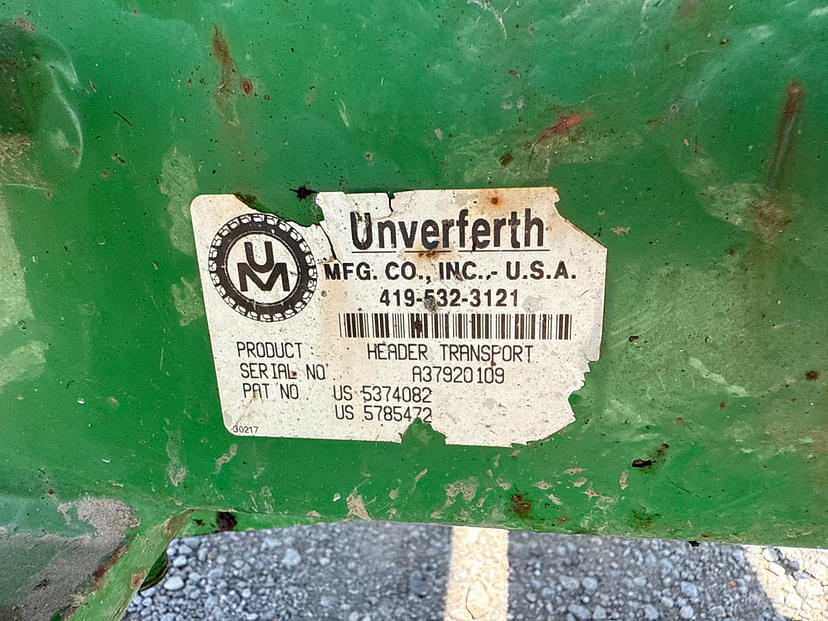 UM
®
Unverferth
MFG. CO., INC. - U.S.A.
419-532-3121
PRODUCT : HEADER TRANSPORT
SERIAL NO. A37920109
PAT NO US 5374082
US 5785472
30217